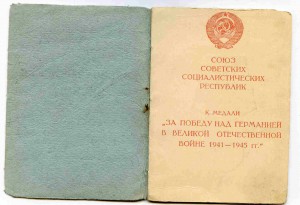 СОЮЗ
СОВЕТСКИХ
СОЦИАЛИСТИЧЕСКИХ
РЕСПУБЛИК
К МЕДАЛИ
„ЗА ПОБЕДУ НАД ГЕРМАНИЕЙ
В ВЕЛИКОЙ ОТЕЧЕСТВЕННОЙ
ВОЙНЕ 1941—1945 гг.“